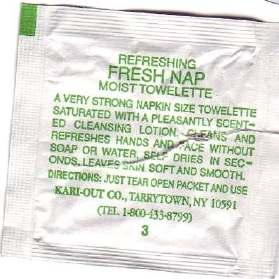 REFRESHING
FRESH NAP
MOIST TOWELETTE
A VERY STRONG NAPKIN SIZE TOWELETTE
SATURATED WITH A PLEASANTLY SCENT-
ED CLEANSING LOTION. CLEANS AND
REFRESHES HANDS AND FACE WITHOUT
SOAP OR WATER. SELF DRIES IN SEC-
ONDS. LEAVES SKIN SOFT AND SMOOTH.
DIRECTIONS: JUST TEAR OPEN PACKET AND USE
KARI-OUT CO., TARRYTOWN, NY 10591
(TEL. 1-800-433-8799)
3